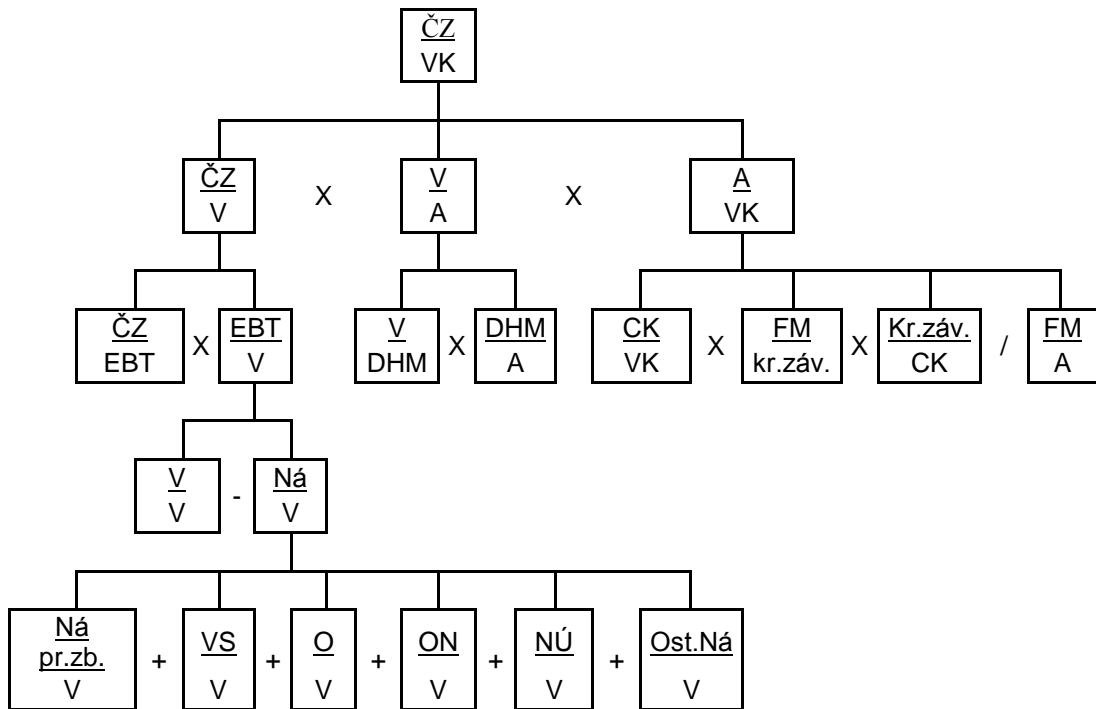 ČZ
VK
ČZ
V
X
V
A
X
A
VK
ČZ
EBT
X
EBT
V
V
DHM
X
DHM
A
CK
VK
X
FM
kr.záv.
X
Kr.záv.
CK
/
FM
A
V
V
-
Ná
V
Ná
pr.zb.
V
+
VS
V
+
O
V
+
ON
V
+
NÚ
V
+
Ost.Ná
V